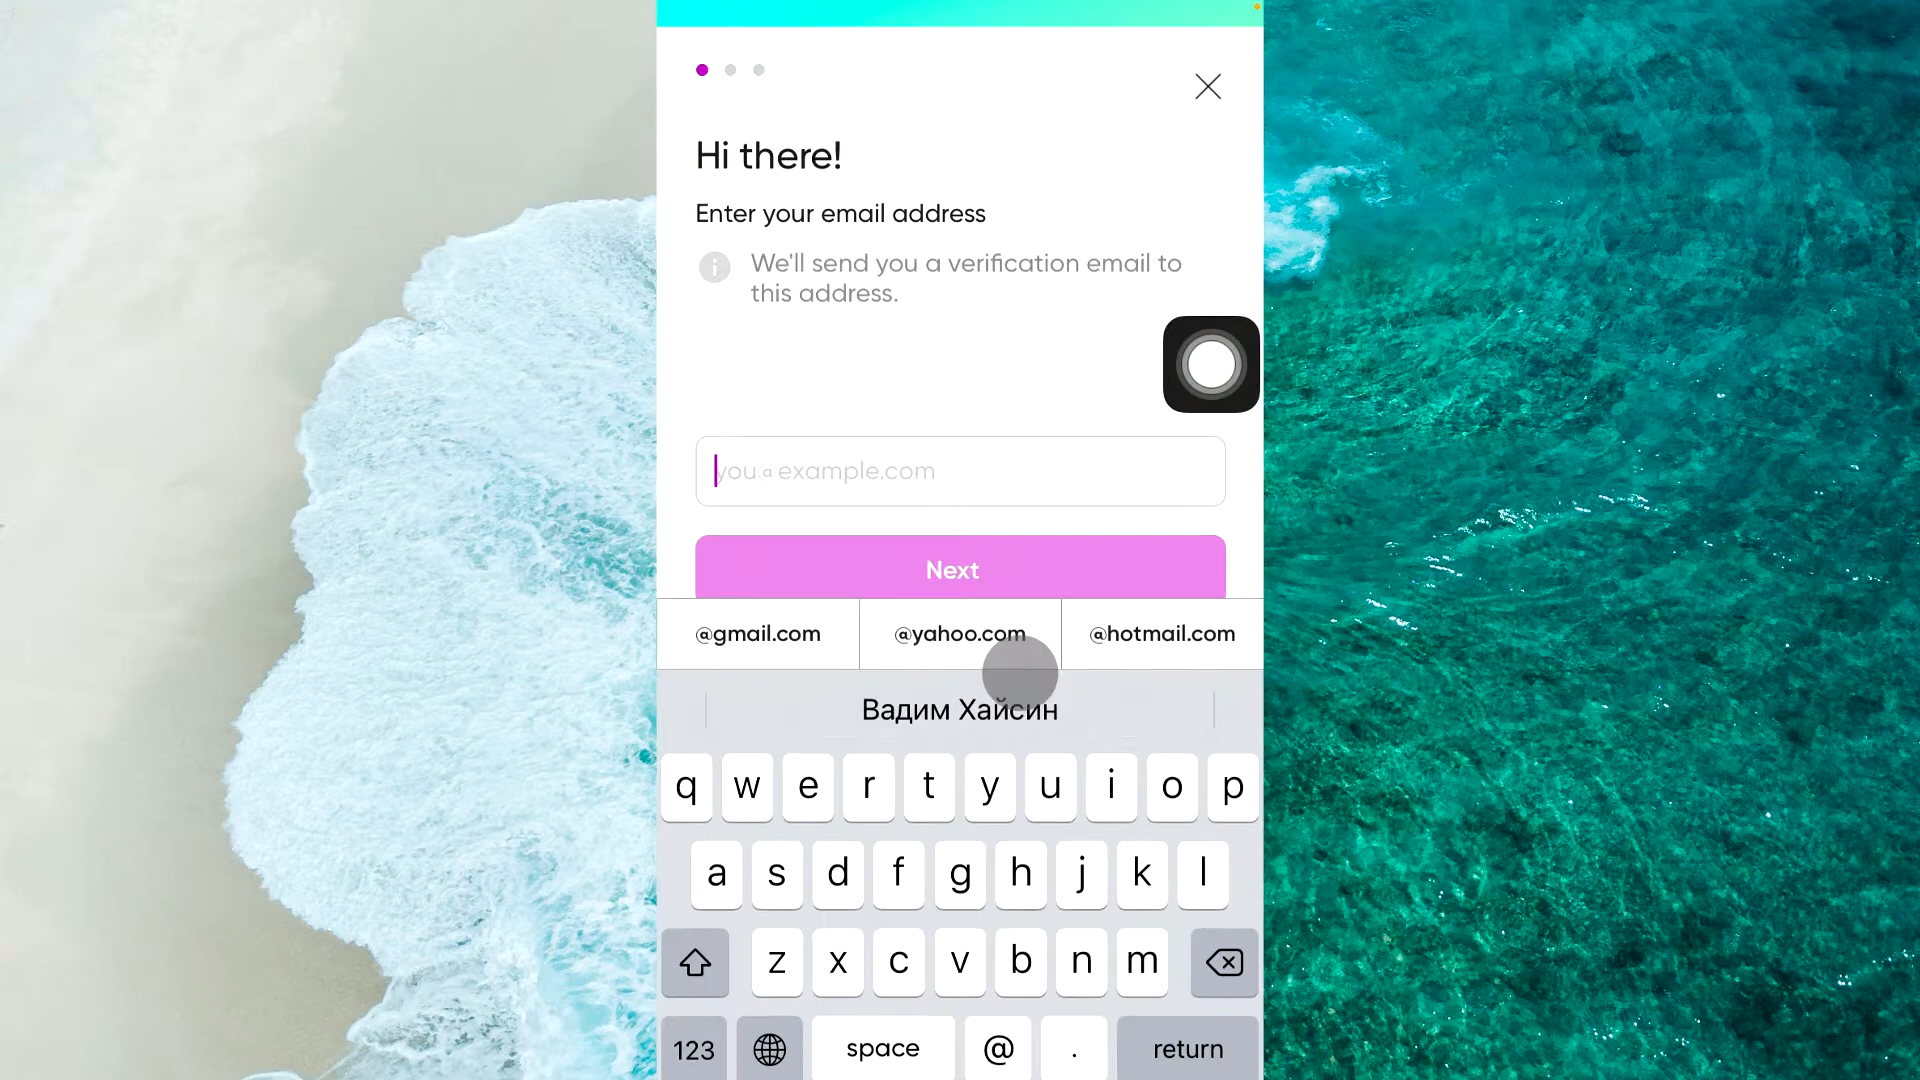 Hi there!
Enter your email address
We'll send you a verification email to
this address.
you@example.com
Next
@gmail.com @yahoo.com @hotmail.com
Вадим Хайсин
q w e r t y u i o p
a s d f g h j k l
z x c v b n m
123 space @ . return